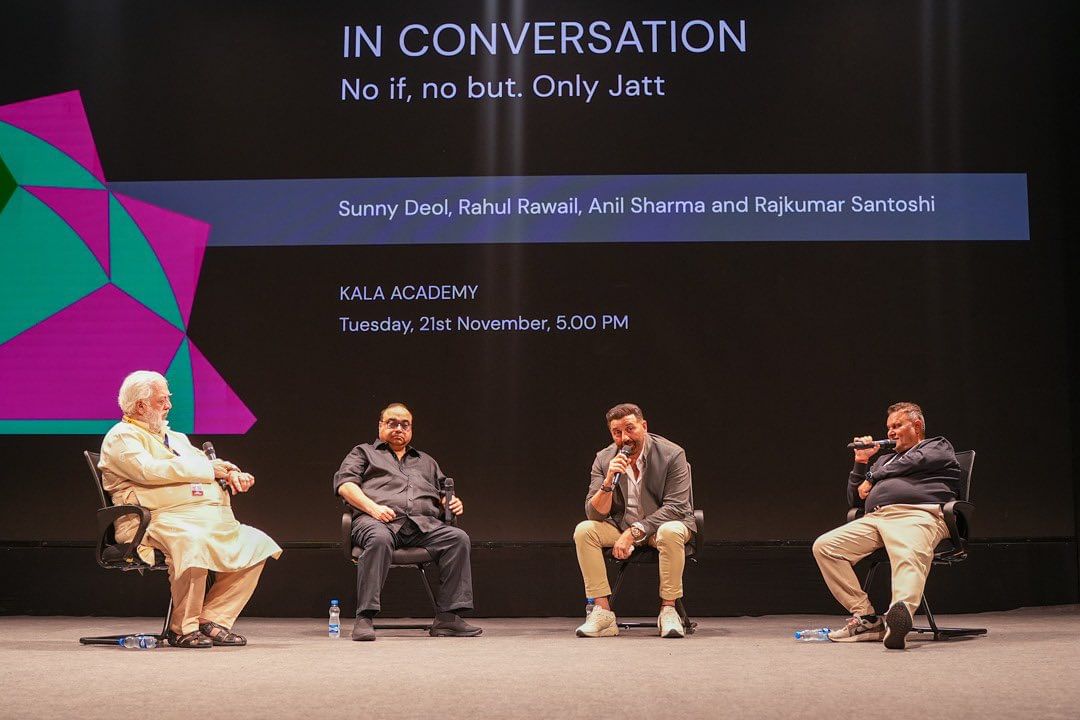 IN CONVERSATION
No if, no but. Only Jatt
Sunny Deol, Rahul Rawail, Anil Sharma and Rajkumar Santoshi
KALA ACADEMY
Tuesday, 21st November, 5.00 PM